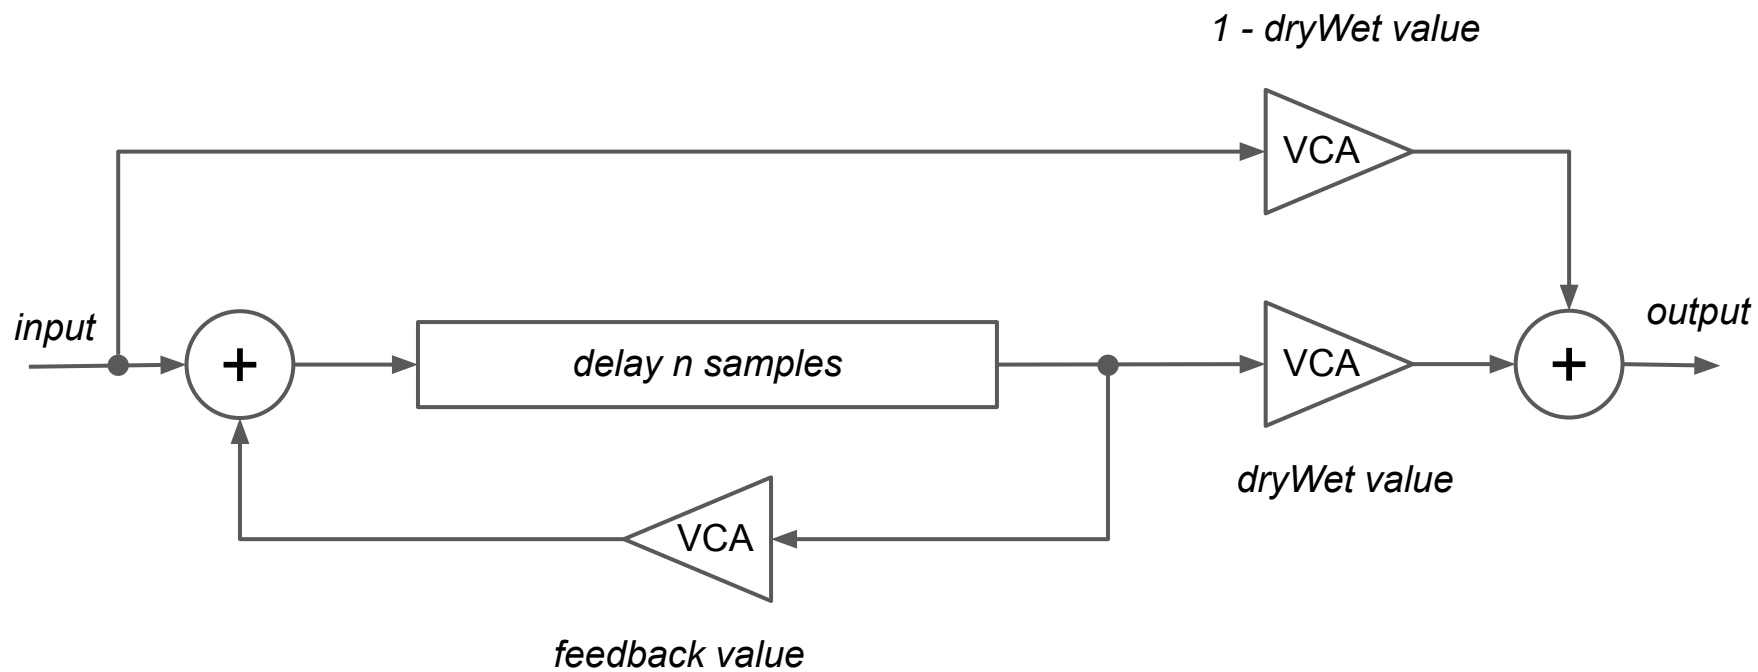 1 - dryWet value
VCA
input
+
delay n samples
VCA
+
output
dryWet value
VCA
feedback value